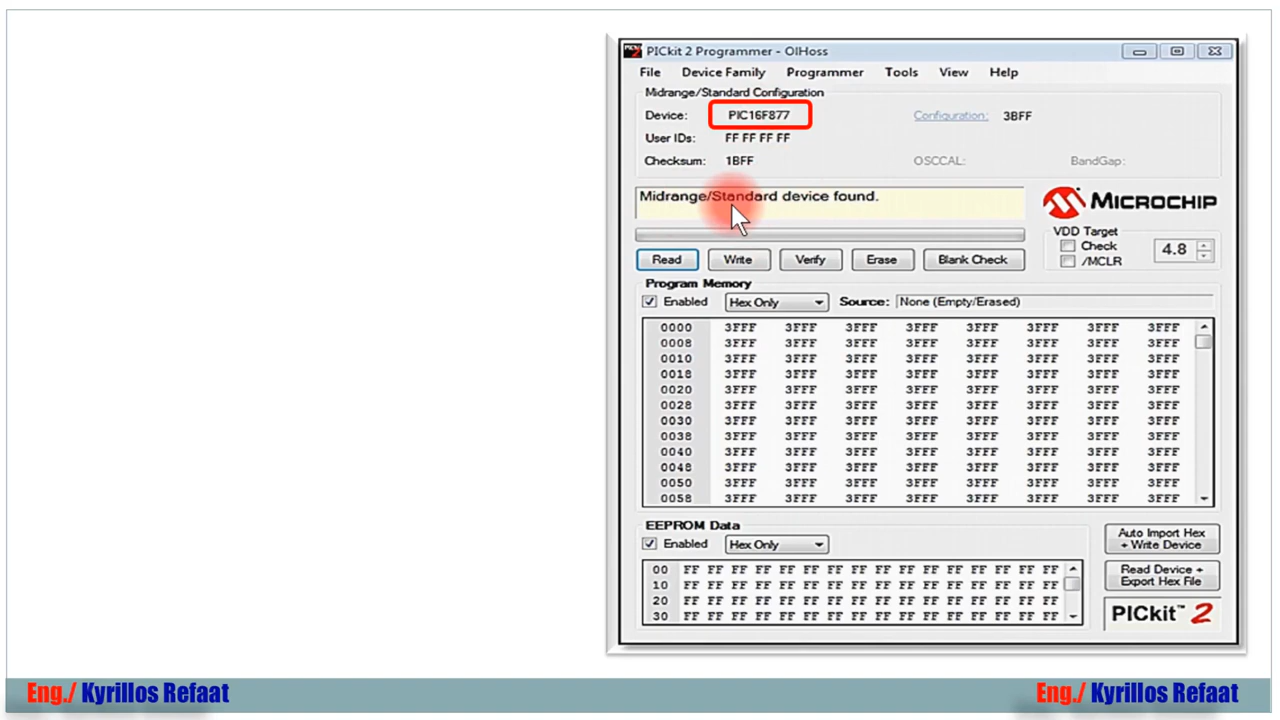 PICkit 2 Programmer - OlHoss
File Device Family Programmer Tools View Help
Midrange/Standard Configuration
Device: PIC16F877 Configuration: 3BFF
User IDs: FF FF FF FF
Checksum: 1BFF OSCCAL: BandGap:
Midrange/Standard device found.
MICROCHIP
VDD Target
Check
/MCLR
4.8
Read Write Verify Erase Blank Check
Program Memory
Enabled Hex Only Source: None (Empty/Erased)
0000 3FFF 3FFF 3FFF 3FFF 3FFF 3FFF 3FFF 3FFF
0008 3FFF 3FFF 3FFF 3FFF 3FFF 3FFF 3FFF 3FFF
0010 3FFF 3FFF 3FFF 3FFF 3FFF 3FFF 3FFF 3FFF
0018 3FFF 3FFF 3FFF 3FFF 3FFF 3FFF 3FFF 3FFF
0020 3FFF 3FFF 3FFF 3FFF 3FFF 3FFF 3FFF 3FFF
0028 3FFF 3FFF 3FFF 3FFF 3FFF 3FFF 3FFF 3FFF
0030 3FFF 3FFF 3FFF 3FFF 3FFF 3FFF 3FFF 3FFF
0038 3FFF 3FFF 3FFF 3FFF 3FFF 3FFF 3FFF 3FFF
0040 3FFF 3FFF 3FFF 3FFF 3FFF 3FFF 3FFF 3FFF
0048 3FFF 3FFF 3FFF 3FFF 3FFF 3FFF 3FFF 3FFF
0050 3FFF 3FFF 3FFF 3FFF 3FFF 3FFF 3FFF 3FFF
0058 3FFF 3FFF 3FFF 3FFF 3FFF 3FFF 3FFF 3FFF
EEPROM Data
Enabled Hex Only
00 FF FF FF FF FF FF FF FF FF FF FF FF FF FF FF FF
10 FF FF FF FF FF FF FF FF FF FF FF FF FF FF FF FF
20 FF FF FF FF FF FF FF FF FF FF FF FF FF FF FF FF
30 FF FF FF FF FF FF FF FF FF FF FF FF FF FF FF FF
Auto Import Hex
+ Write Device
Read Device +
Export Hex File
PICkit™ 2
Eng./ Kyrillos Refaat
Eng./ Kyrillos Refaat